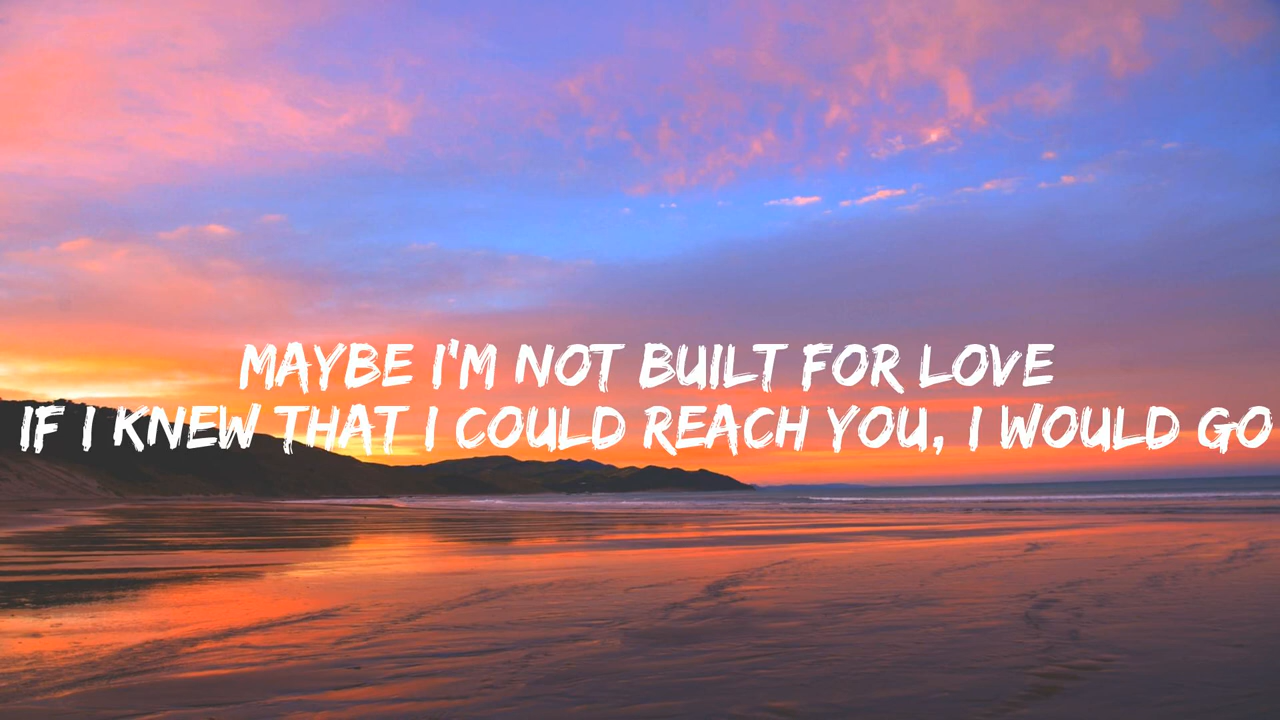 MAYBE I'M NOT BUILT FOR LOVE
IF I KNEW THAT I COULD REACH YOU, I WOULD GO